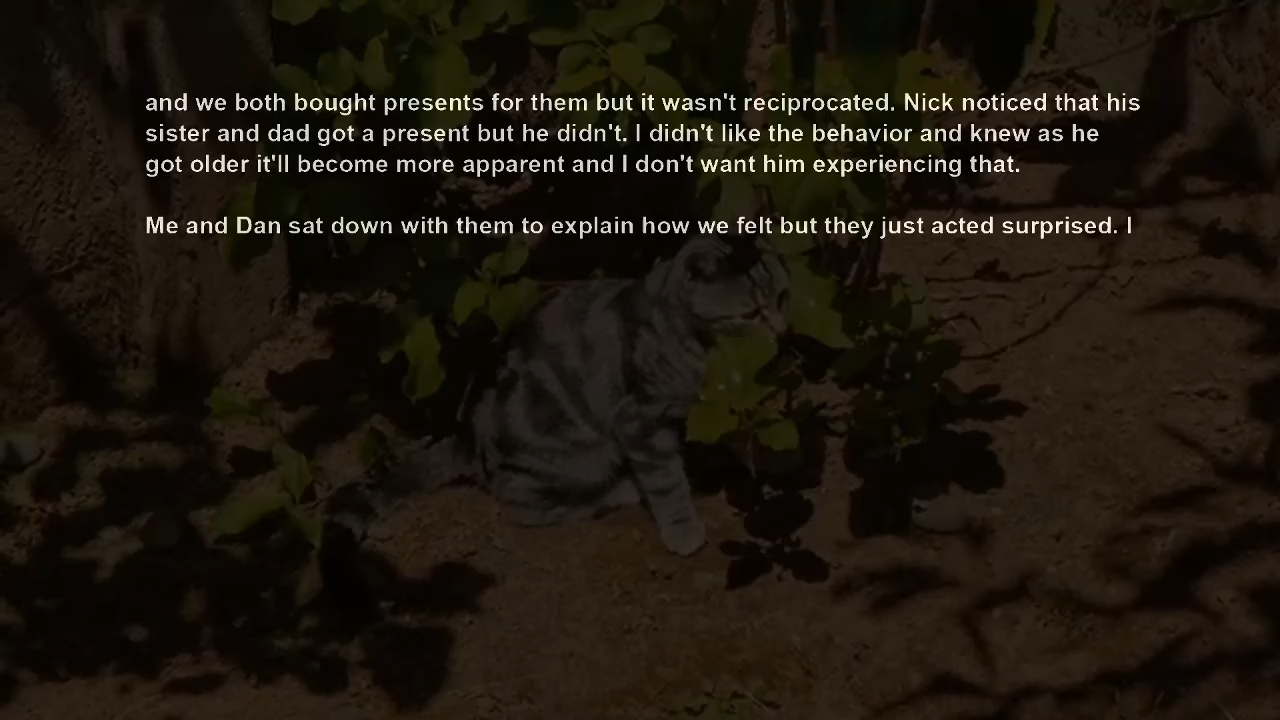 and we both bought presents for them but it wasn't reciprocated. Nick noticed that his
sister and dad got a present but he didn't. I didn't like the behavior and knew as he
got older it'll become more apparent and I don't want him experiencing that.
Me and Dan sat down with them to explain how we felt but they just acted surprised. I